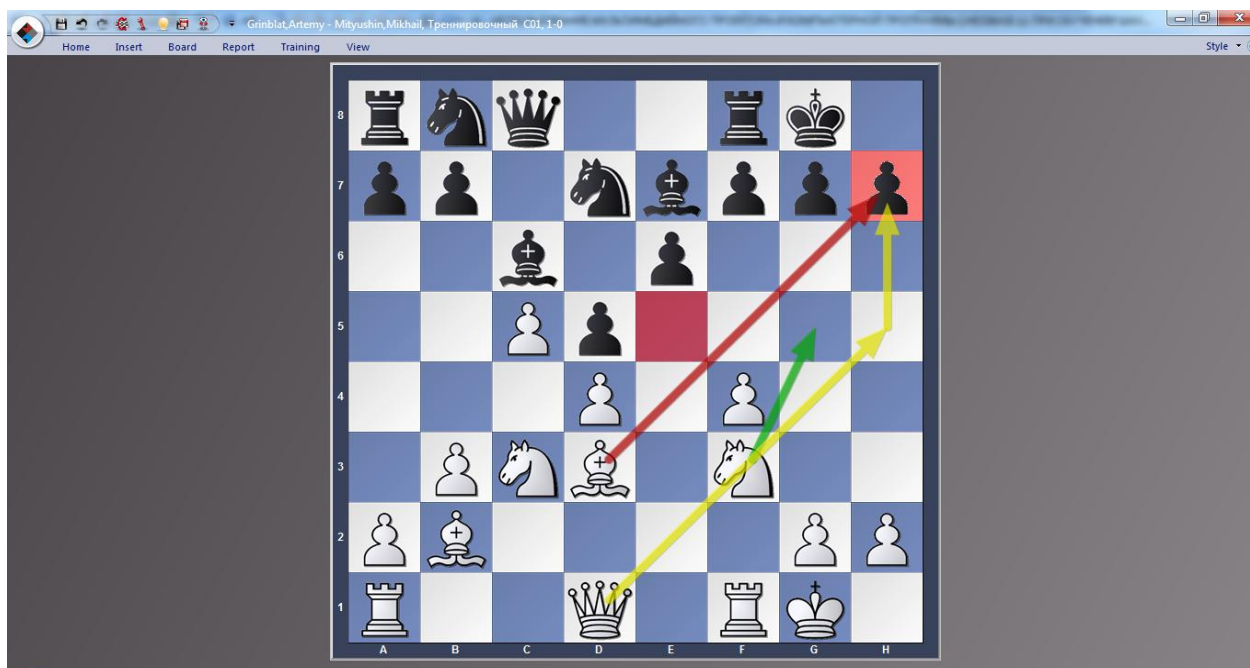 Grinblat,Artemy - Mityushin,Mikhail, Тренировочный C01, 1-0
Home Insert Board Report Training View Style
8
7
6
5
4
3
2
1
A B C D E F G H